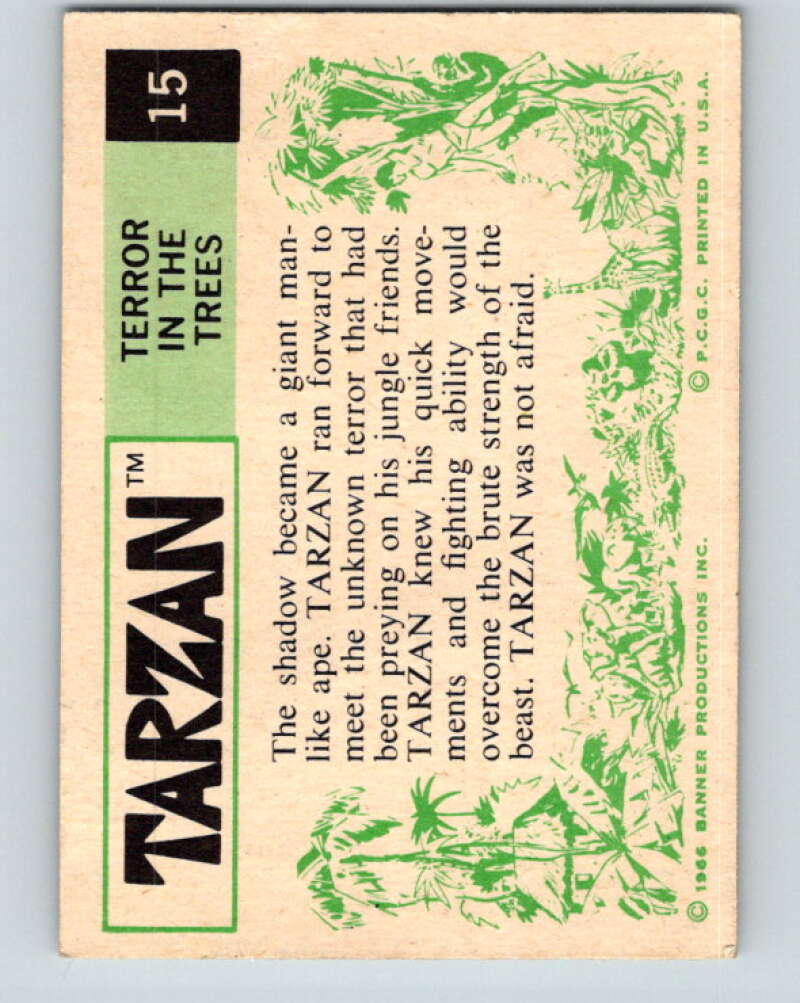 TARZAN™
TERROR
IN THE
TREES
15
The shadow became a giant man-
like ape. TARZAN ran forward to
meet the unknown terror that had
been preying on his jungle friends.
TARZAN knew his quick move-
ments and fighting ability would
overcome the brute strength of the
beast. TARZAN was not afraid.
© 1966 BANNER PRODUCTIONS INC.
© P.C.G.C. PRINTED IN U.S.A.